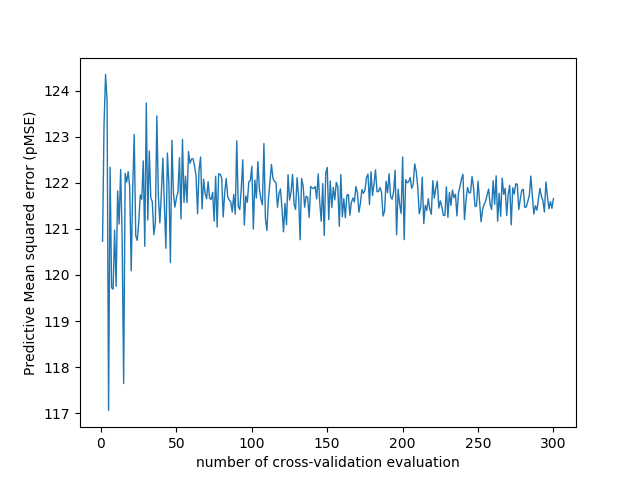 124
123
122
121
120
119
118
117
Predictive Mean squared error (pMSE)
0 50 100 150 200 250 300
number of cross-validation evaluation